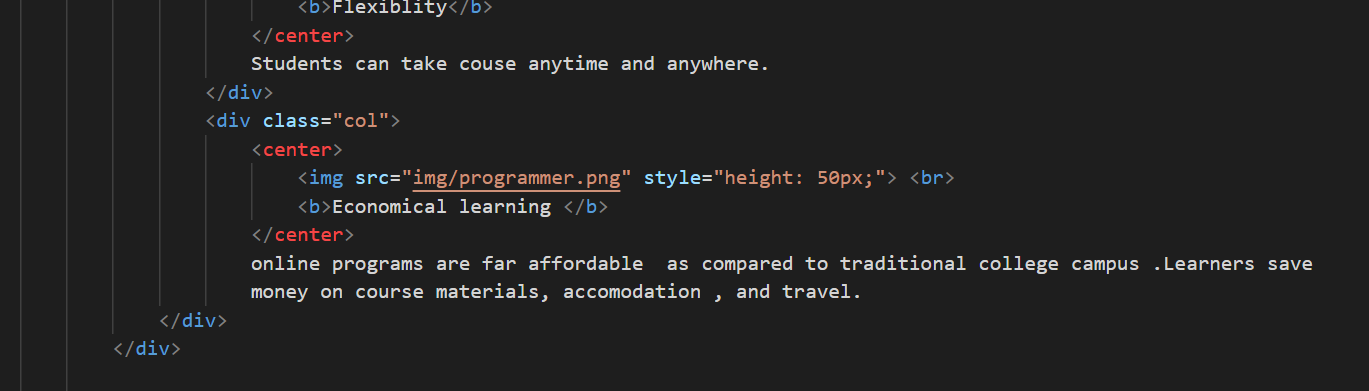 <b>Flexiblity</b>
</center>
Students can take couse anytime and anywhere.
</div>
<div class="col">
<center>
<img src="img/programmer.png" style="height: 50px;"> <br>
<b>Economical learning </b>
</center>
online programs are far affordable  as compared to traditional college campus .Learners save
money on course materials, accomodation , and travel.
</div>
</div>